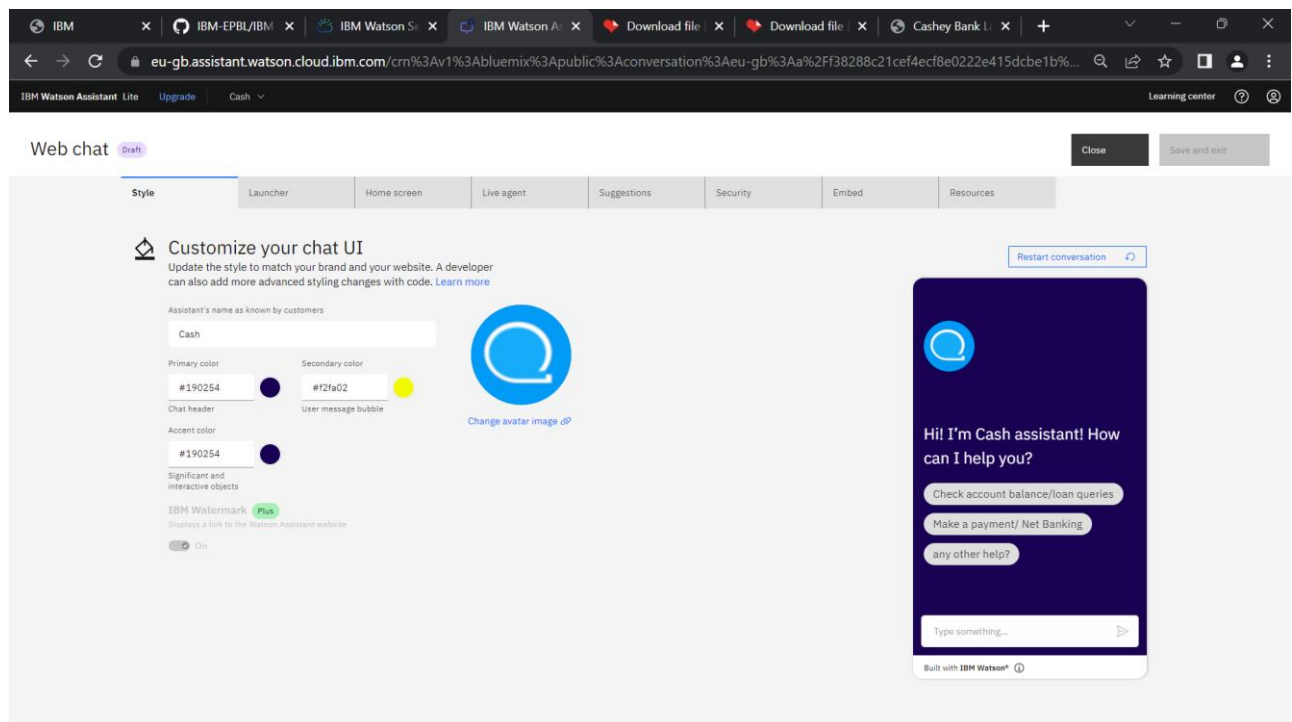 IBM
IBM-EPBL/IBM
IBM Watson Se
IBM Watson As
Download file
Download file
Cashey Bank La
eu-gb.assistant.watson.cloud.ibm.com/crn%3Av1%3Abluemix%3Apublic%3Aconversation%3Aeu-gb%3Aa%2Ff38288c21cef4ecf8e0222e415dcbe1b%...
IBM Watson Assistant Lite Upgrade Cash Learning center
Web chat Draft Close Save and exit
Style Launcher Home screen Live agent Suggestions Security Embed Resources
Customize your chat UI
Update the style to match your brand and your website. A developer
can also add more advanced styling changes with code. Learn more
Assistant's name as known by customers
Cash
Primary color Secondary color
#190254 #f2fa02
Chat header User message bubble
Accent color
#190254
Significant and
interactive objects
IBM Watermark Plus
Displays a link to the Watson Assistant website.
On
Change avatar image
Restart conversation
Hi! I'm Cash assistant! How
can I help you?
Check account balance/loan queries
Make a payment/ Net Banking
any other help?
Type something...
Built with IBM Watson®